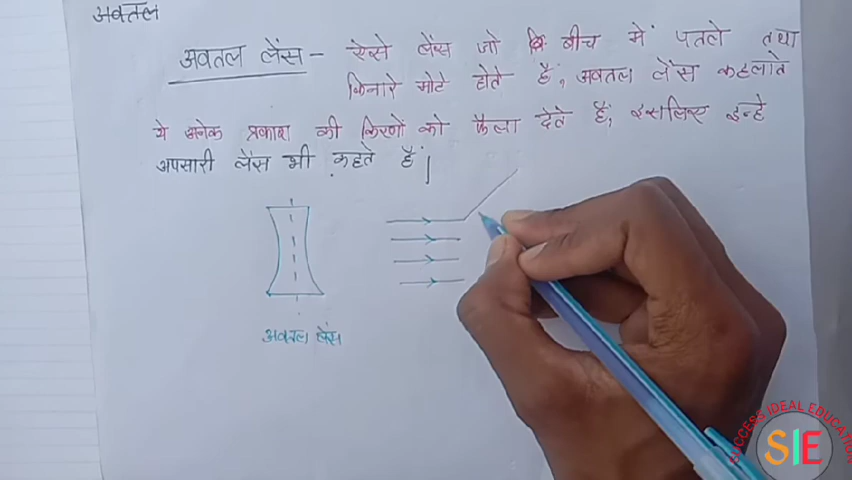 अवतल
अवतल लेंस - ऐसे लेंस जो बीच में पतले तथा
किनारे मोटे होते हैं, अवतल लेंस कहलाते
ये अनेक प्रकाश की किरणों को फैला देते हैं, इसलिए इन्हे
अपसारी लेंस भी कहते हैं|
अवतल लेंस
SUCCESS IDEAL EDUCATION
SIE